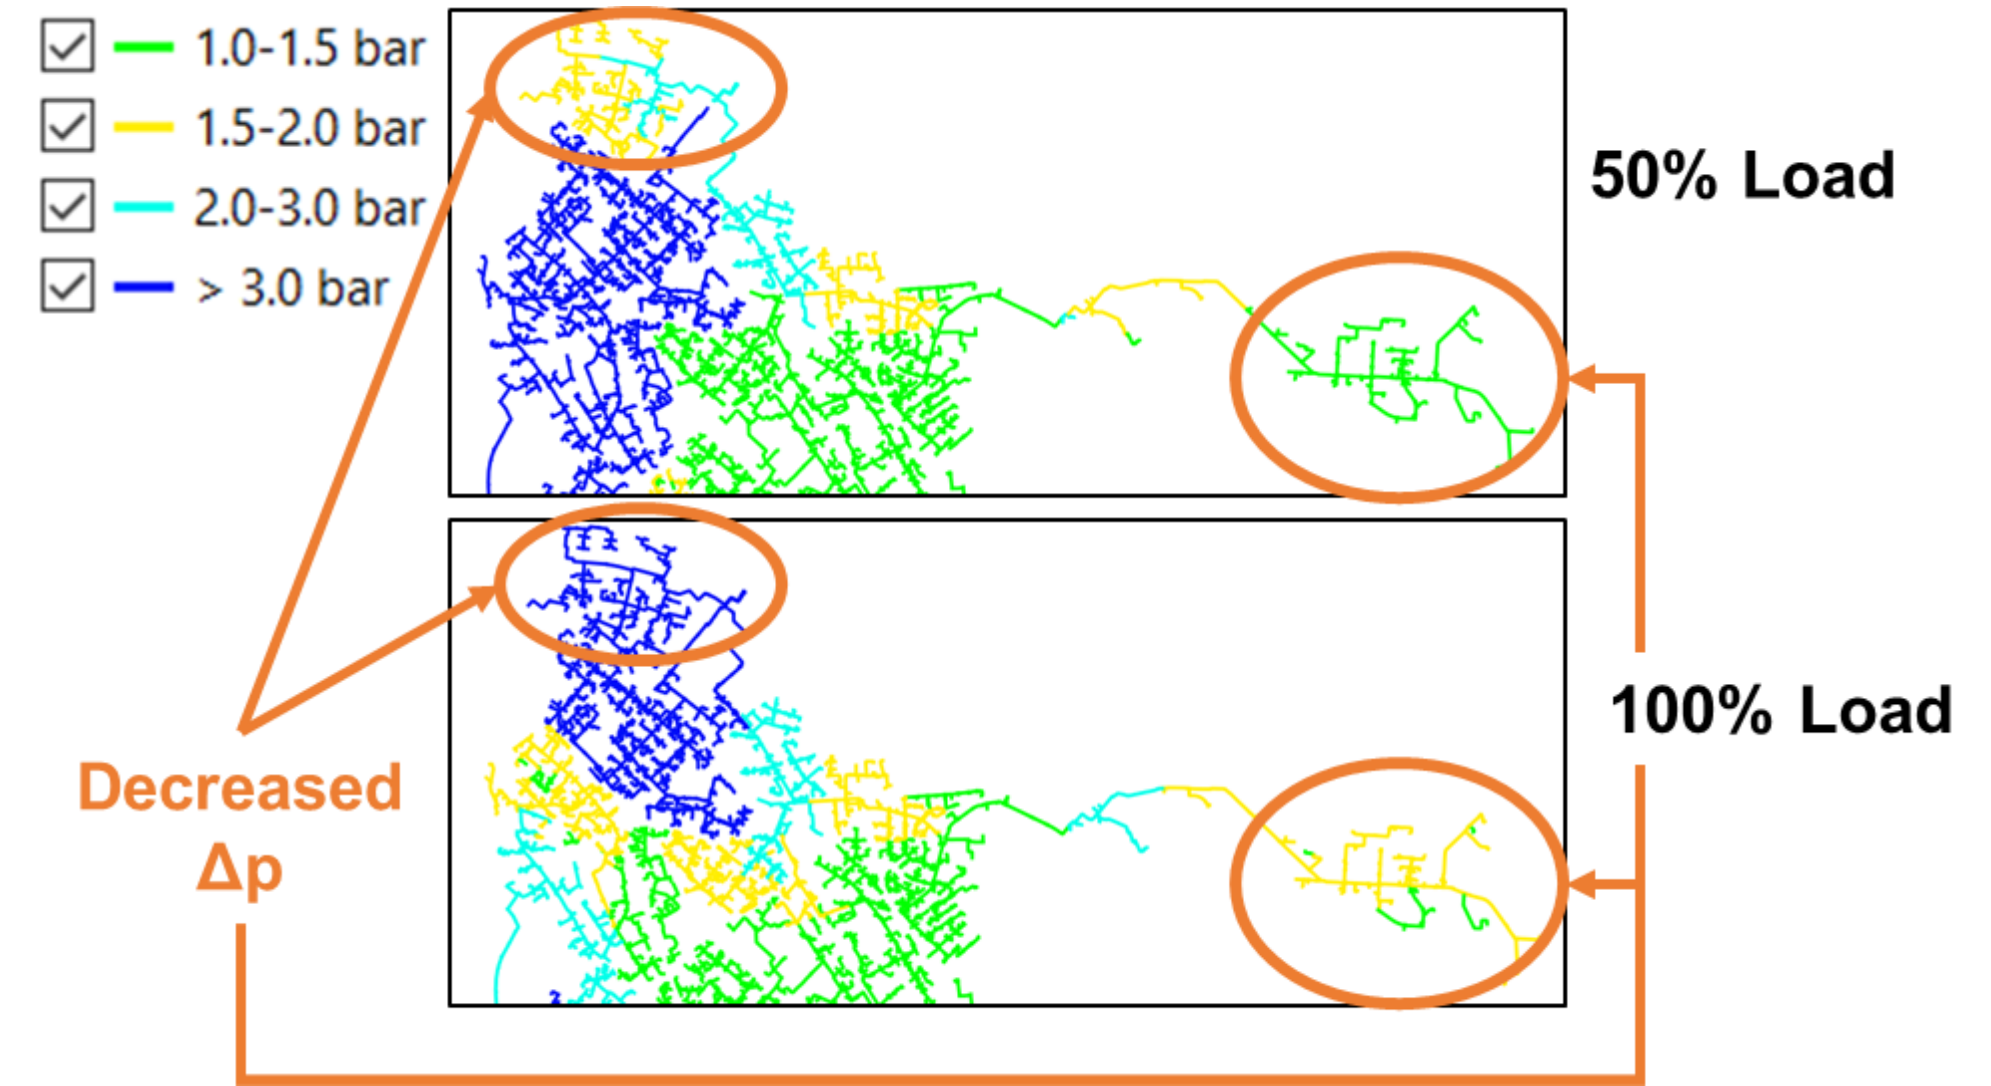 1.0-1.5 bar
1.5-2.0 bar
2.0-3.0 bar
> 3.0 bar
50% Load
100% Load
Decreased
Δp